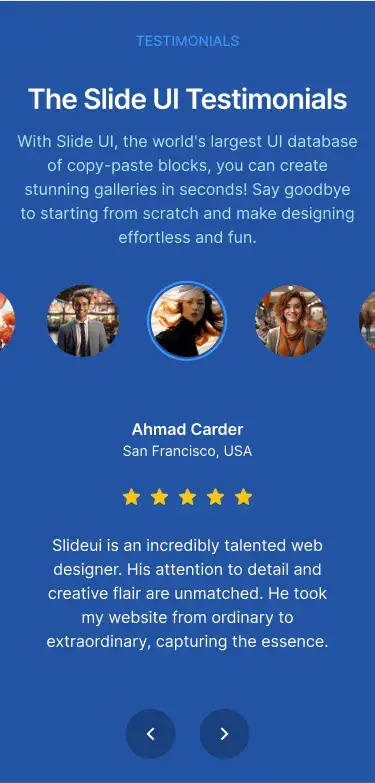 TESTIMONIALS
The Slide UI Testimonials
With Slide UI, the world's largest UI database
of copy-paste blocks, you can create
stunning galleries in seconds! Say goodbye
to starting from scratch and make designing
effortless and fun.
Ahmad Carder
San Francisco, USA
Slideui is an incredibly talented web
designer. His attention to detail and
creative flair are unmatched. He took
my website from ordinary to
extraordinary, capturing the essence.